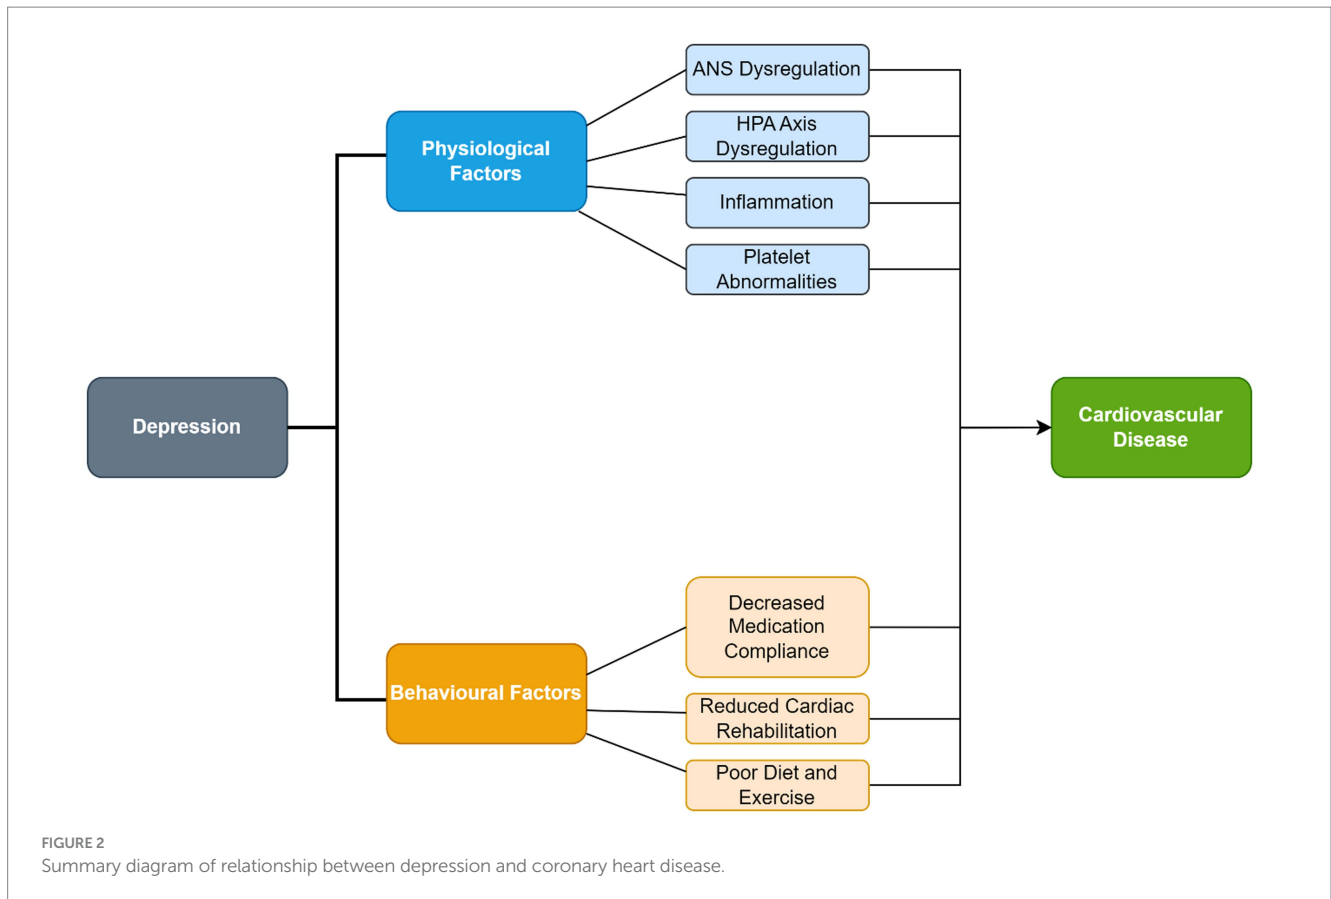 ANS Dysregulation
HPA Axis
Dysregulation
Physiological
Factors
Inflammation
Platelet
Abnormalities
Depression
Cardiovascular
Disease
Decreased
Medication
Compliance
Behavioural Factors
Reduced Cardiac
Rehabilitation
Poor Diet and
Exercise
FIGURE 2
Summary diagram of relationship between depression and coronary heart disease.